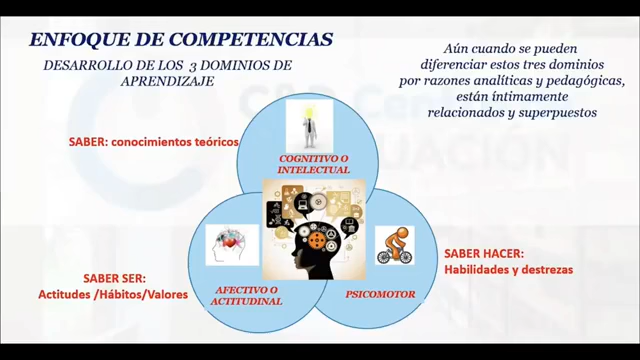 ENFOQUE DE COMPETENCIAS
DESARROLLO DE LOS 3 DOMINIOS DE
APRENDIZAJE
Aún cuando se pueden
diferenciar estos tres dominios
por razones analíticas y pedagógicas,
están íntimamente
relacionados y superpuestos
SABER: conocimientos teóricos
COGNITIVO O
INTELECTUAL
SABER SER:
Actitudes /Hábitos/Valores
AFECTIVO O
ACTITUDINAL
PSICOMOTOR
SABER HACER:
Habilidades y destrezas